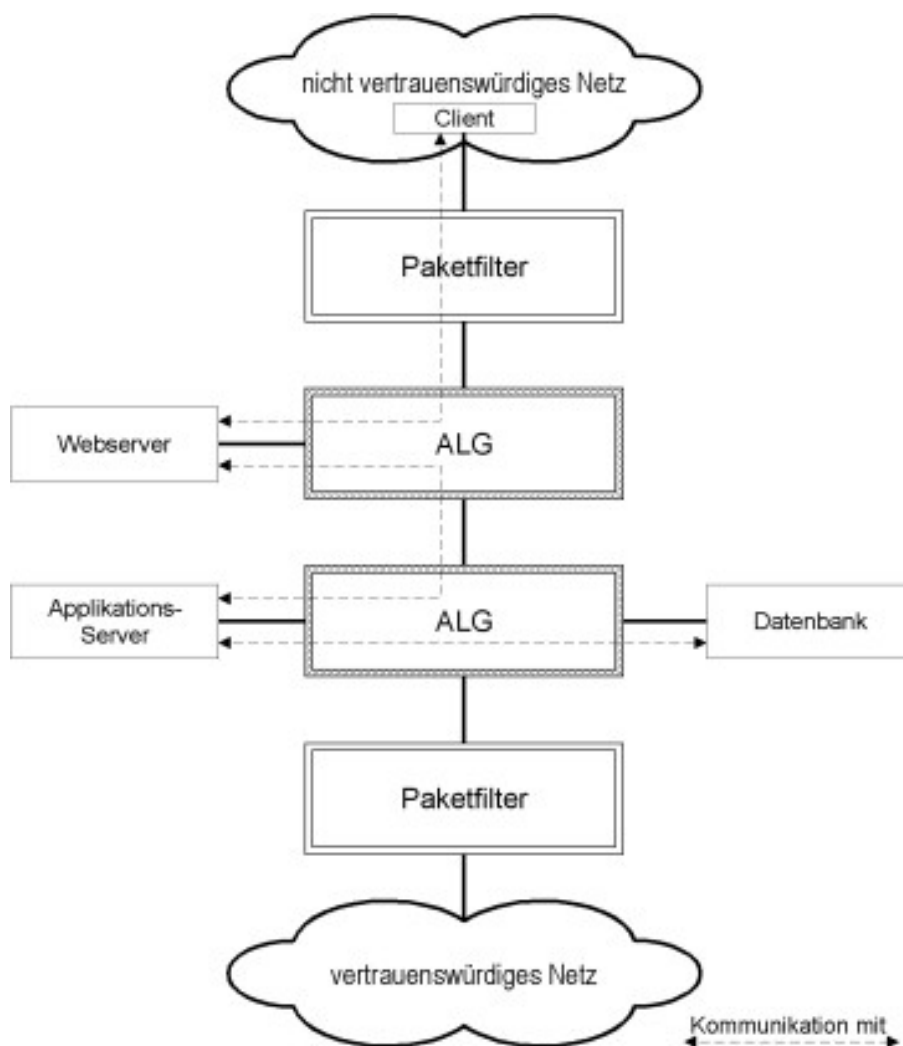 nicht vertrauenswürdiges Netz
Client
Paketfilter
Webserver
ALG
Applikations-
Server
ALG
Datenbank
Paketfilter
vertrauenswürdiges Netz
Kommunikation mit